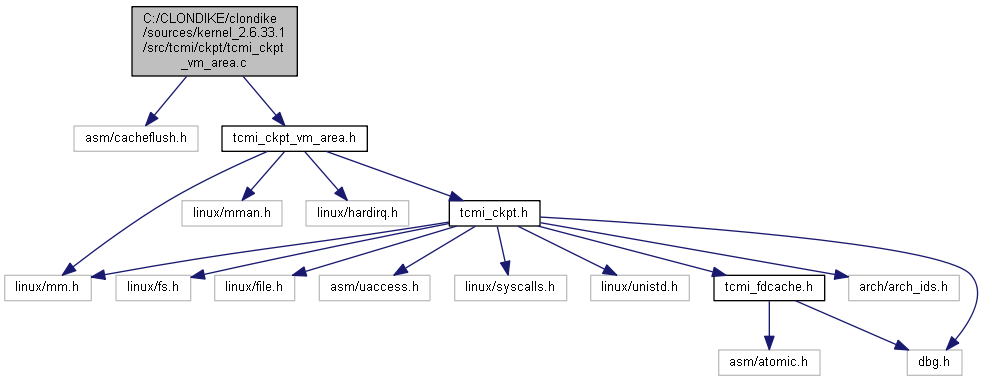 C:/CLONDIKE/clondike
/sources/kernel_2.6.33.1
/src/tcmi/ckpt/tcmi_ckpt
_vm_area.c
asm/cacheflush.h
tcmi_ckpt_vm_area.h
linux/mman.h
linux/hardirq.h
tcmi_ckpt.h
linux/mm.h
linux/fs.h
linux/file.h
asm/uaccess.h
linux/syscalls.h
linux/unistd.h
tcmi_fdcache.h
arch/arch_ids.h
asm/atomic.h
dbg.h